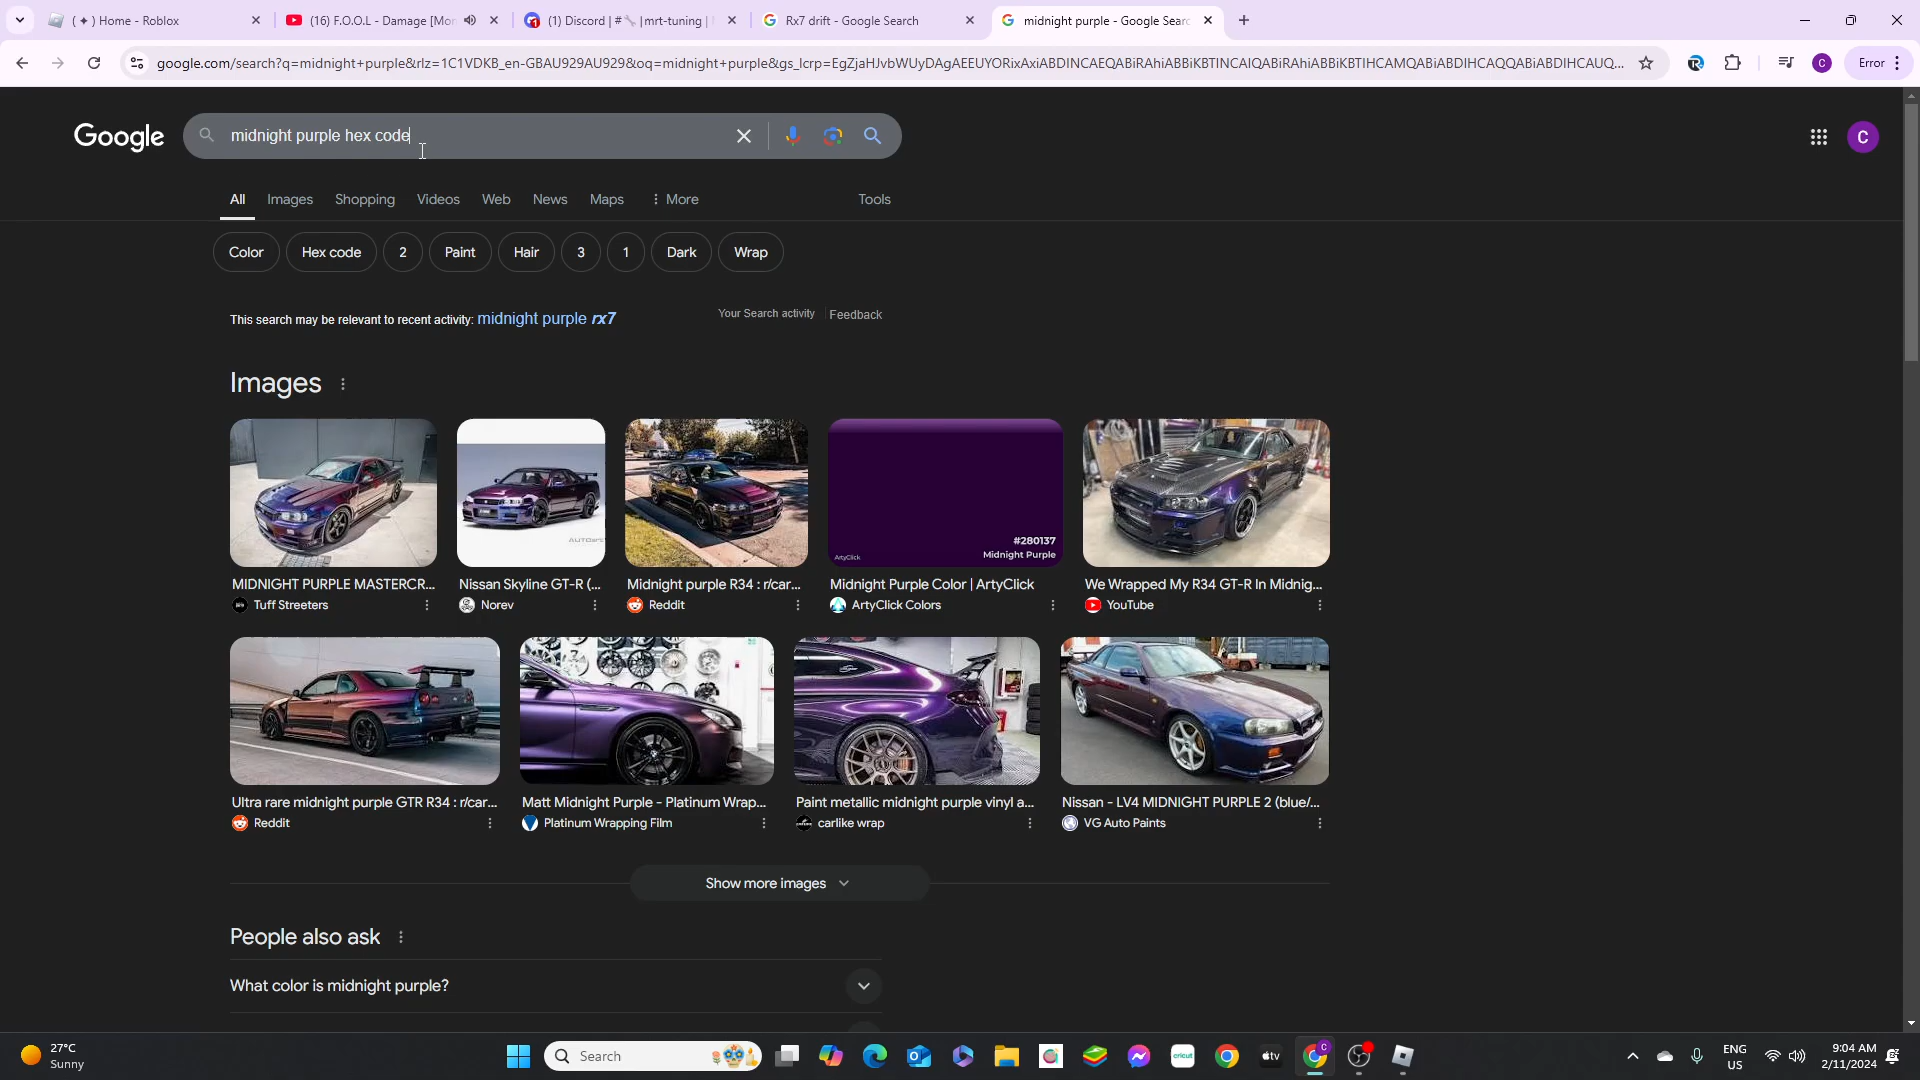 ( ✦ ) Home - Roblox
(16) F.O.O.L - Damage [Mon
(1) Discord | #🔧|mrt-tuning |
Rx7 drift - Google Search
midnight purple - Google Searc
google.com/search?q=midnight+purple&rlz=1C1VDKB_en-GBAU929AU929&oq=midnight+purple&gs_lcrp=EgZjaHJvbWUyDAgAEEUYORixAxiABDINCAEQABiRAhiABBiKBTINCAIQABiRAhiABBiKBTIHCAMQABiABDIHCAQQABiABDIHCAUQ...
C
Error
Google
midnight purple hex code
C
All
Images
Shopping
Videos
Web
News
Maps
More
Tools
Color
Hex code
2
Paint
Hair
3
1
Dark
Wrap
This search may be relevant to recent activity: midnight purple rx7
Your Search activity
Feedback
Images
#280137
Midnight Purple
ArtyClick
MIDNIGHT PURPLE MASTERCR...
Tuff Streeters
Nissan Skyline GT-R (...
Norev
Midnight purple R34 : r/car...
Reddit
Midnight Purple Color | ArtyClick
ArtyClick Colors
We Wrapped My R34 GT-R In Midnig...
YouTube
Ultra rare midnight purple GTR R34 : r/car...
Reddit
Matt Midnight Purple - Platinum Wrap...
Platinum Wrapping Film
Paint metallic midnight purple vinyl a...
carlike wrap
Nissan - LV4 MIDNIGHT PURPLE 2 (blue/...
VG Auto Paints
Show more images
People also ask
What color is midnight purple?
27°C
Sunny
Search
cricut
tv
C
ENG
US
9:04 AM
2/11/2024